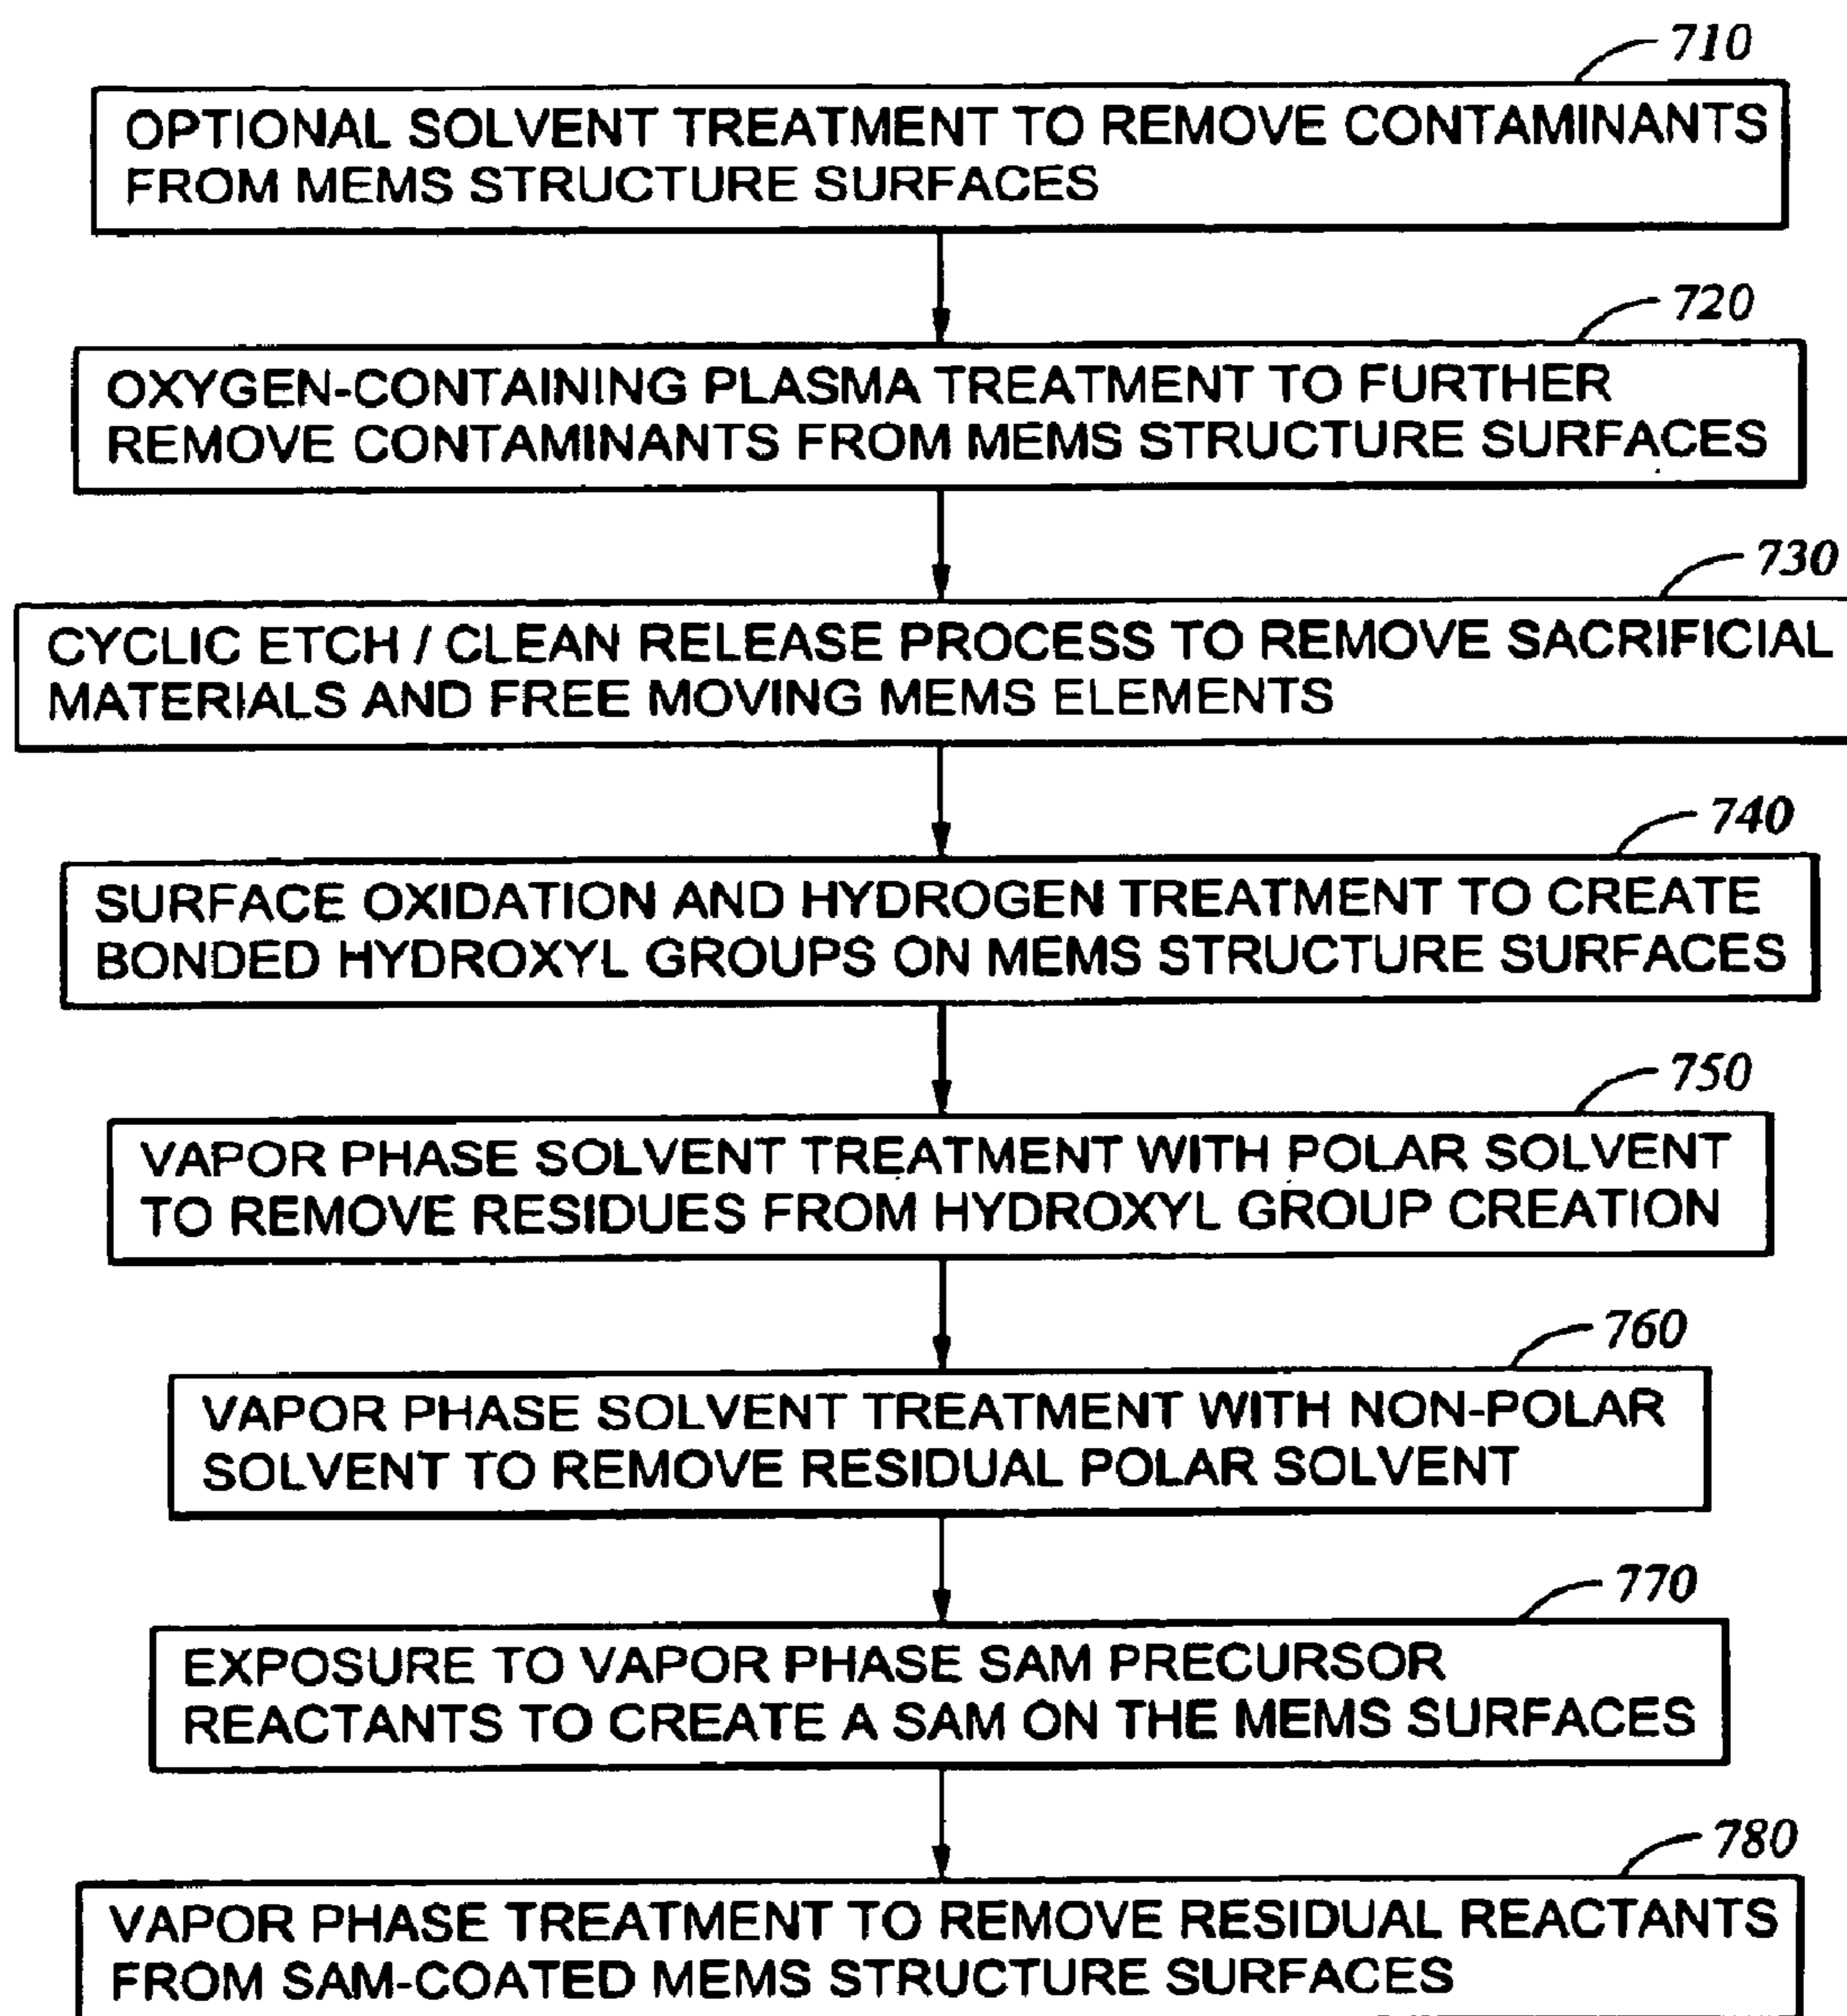 710
OPTIONAL SOLVENT TREATMENT TO REMOVE CONTAMINANTS
FROM MEMS STRUCTURE SURFACES
720
OXYGEN-CONTAINING PLASMA TREATMENT TO FURTHER
REMOVE CONTAMINANTS FROM MEMS STRUCTURE SURFACES
730
CYCLIC ETCH / CLEAN RELEASE PROCESS TO REMOVE SACRIFICIAL
MATERIALS AND FREE MOVING MEMS ELEMENTS
740
SURFACE OXIDATION AND HYDROGEN TREATMENT TO CREATE
BONDED HYDROXYL GROUPS ON MEMS STRUCTURE SURFACES
750
VAPOR PHASE SOLVENT TREATMENT WITH POLAR SOLVENT
TO REMOVE RESIDUES FROM HYDROXYL GROUP CREATION
760
VAPOR PHASE SOLVENT TREATMENT WITH NON-POLAR
SOLVENT TO REMOVE RESIDUAL POLAR SOLVENT
770
EXPOSURE TO VAPOR PHASE SAM PRECURSOR
REACTANTS TO CREATE A SAM ON THE MEMS SURFACES
780
VAPOR PHASE TREATMENT TO REMOVE RESIDUAL REACTANTS
FROM SAM-COATED MEMS STRUCTURE SURFACES